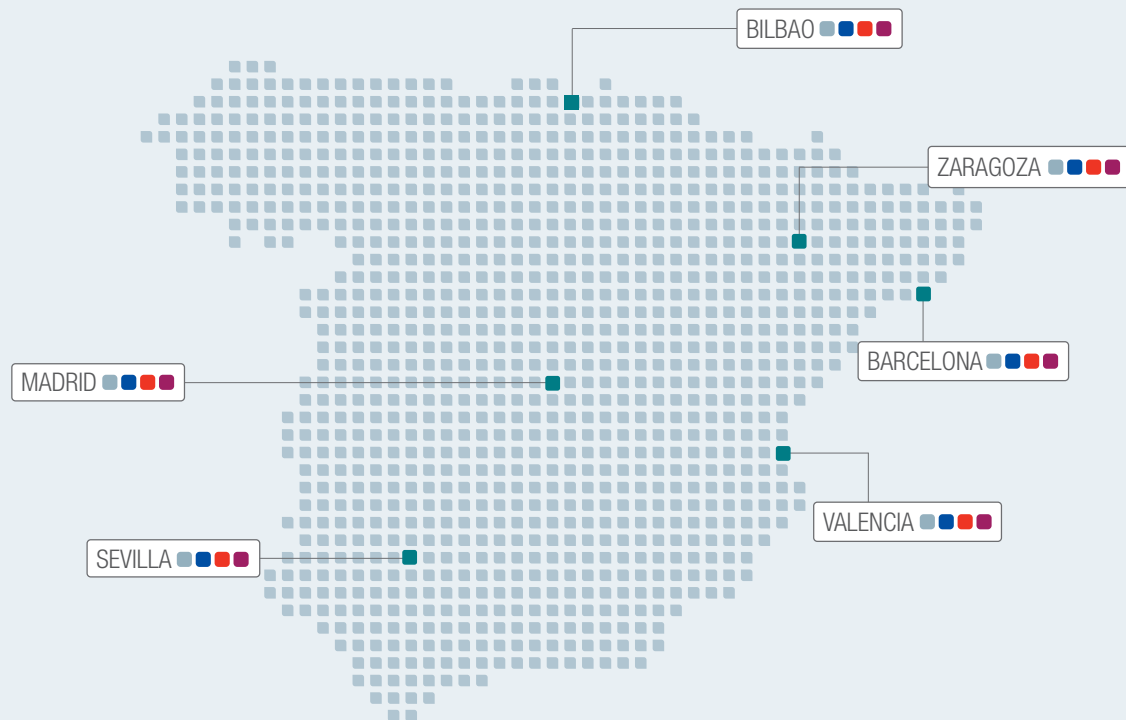 BILBAO
ZARAGOZA
BARCELONA
MADRID
VALENCIA
SEVILLA